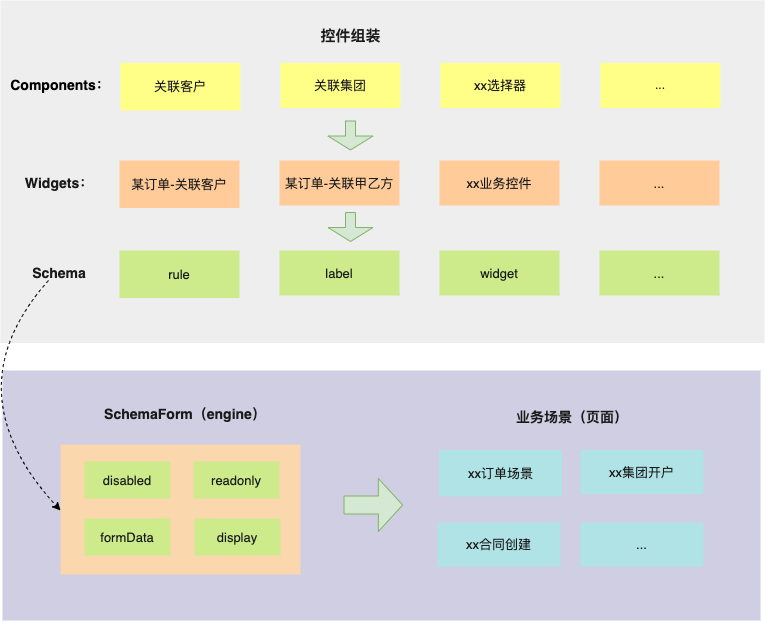 控件组装
Components： 关联客户 关联集团 xx选择器 ...
Widgets： 某订单-关联客户 某订单-关联甲乙方 xx业务控件 ...
Schema rule label widget ...
SchemaForm（engine）
disabled readonly
formData display
业务场景（页面）
xx订单场景 xx集团开户
xx合同创建 ...